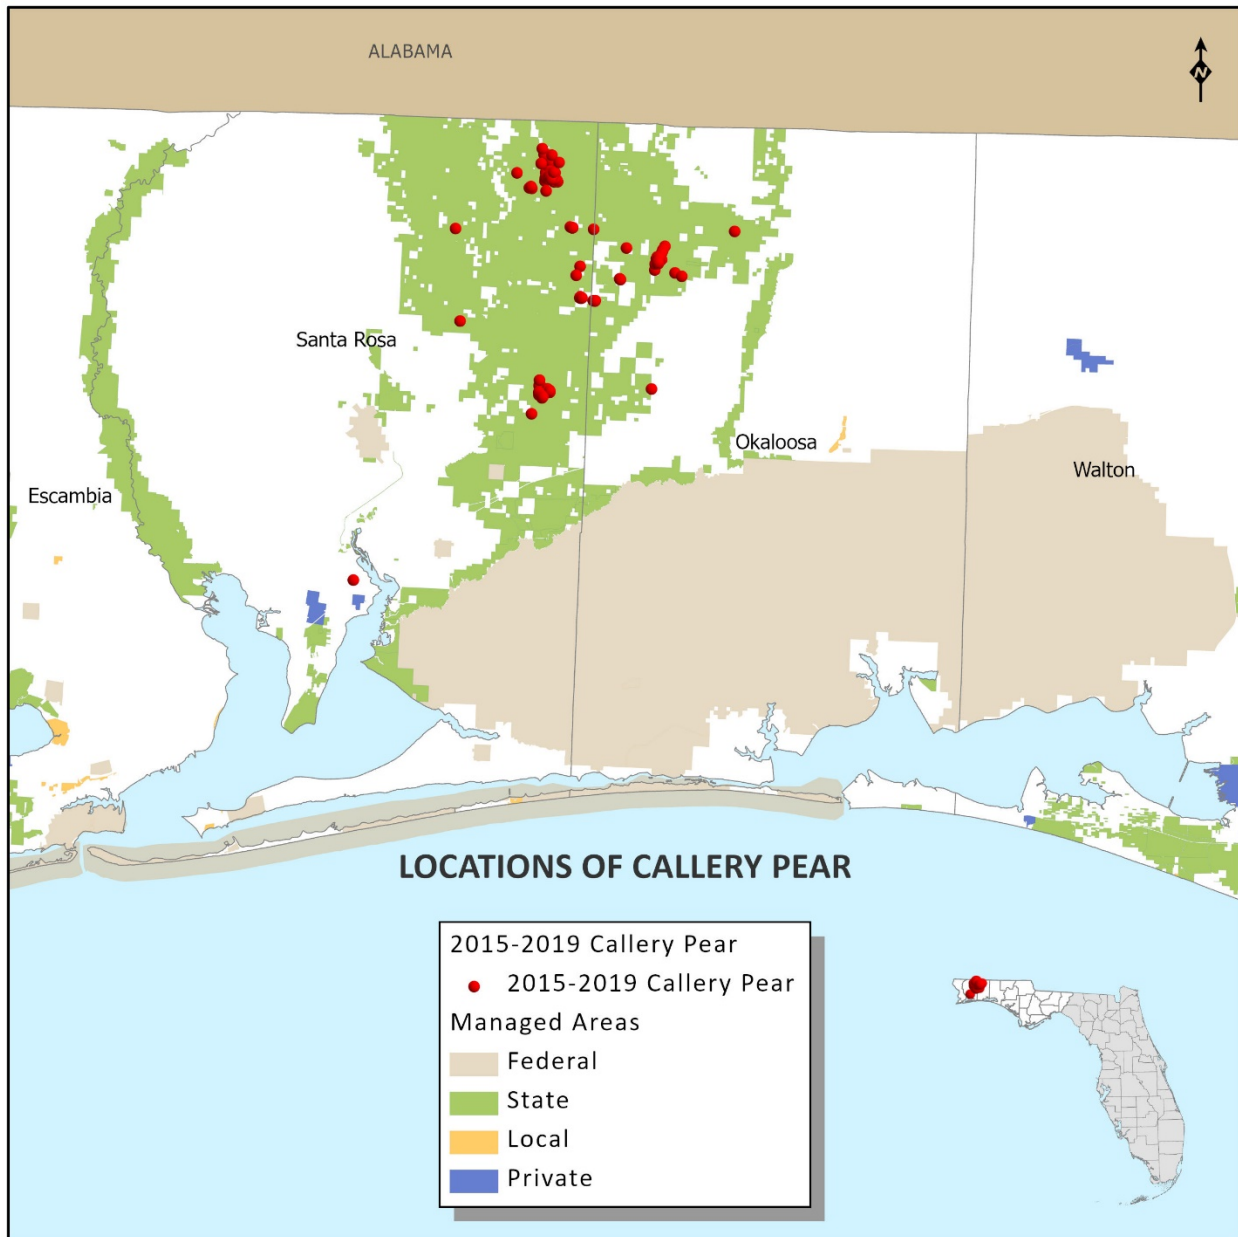 ALABAMA
N
Santa Rosa
Okaloosa
Walton
Escambia
LOCATIONS OF CALLERY PEAR
2015-2019 Callery Pear
2015-2019 Callery Pear
Managed Areas
Federal
State
Local
Private